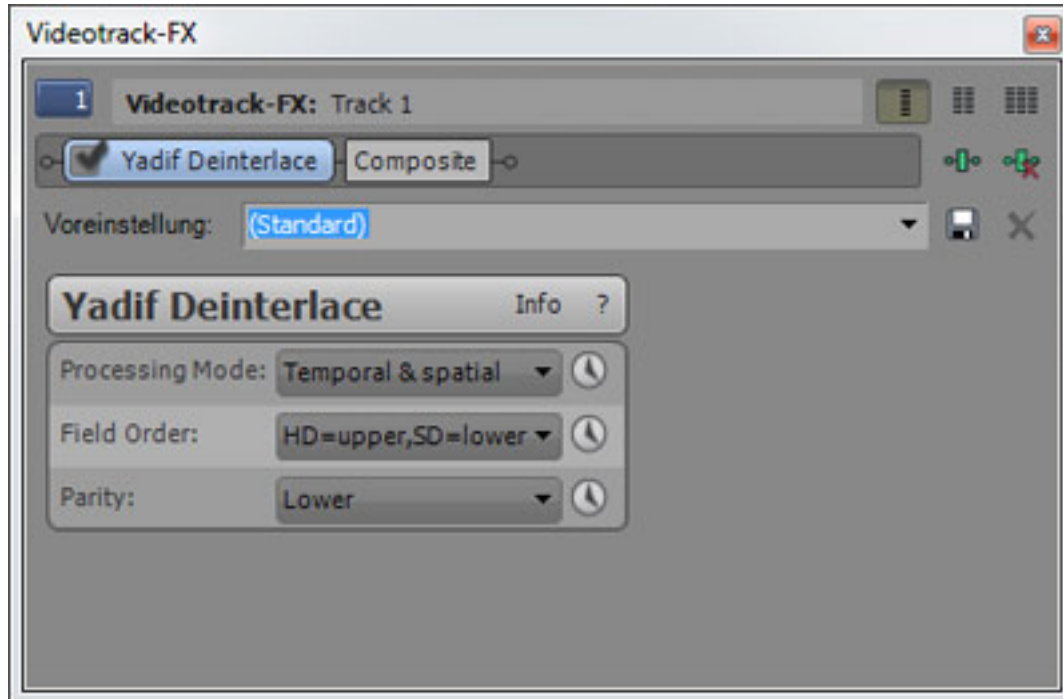 Videotrack-FX
1 Videotrack-FX: Track 1
Yadif Deinterlace Composite
Voreinstellung: (Standard)
Yadif Deinterlace Info ?
Processing Mode: Temporal & spatial
Field Order: HD=upper,SD=lower
Parity: Lower